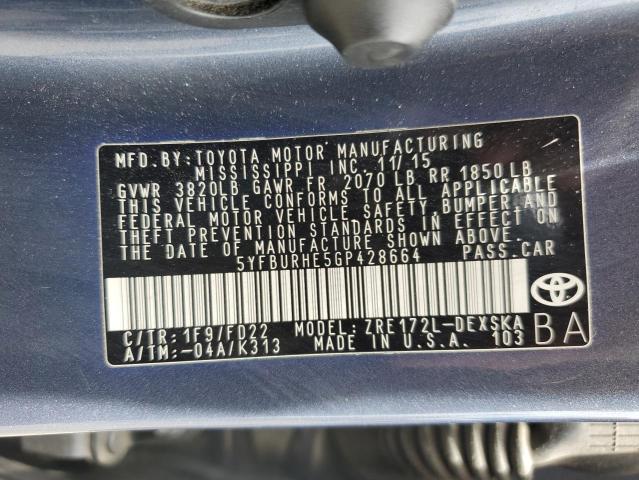 MFD. BY: TOYOTA MOTOR MANUFACTURING
MISSISSIPPI INC. 11/15
GVWR 3820LB GAWR FR. 2070 LB, RR 1850 LB
THIS VEHICLE CONFORMS TO ALL APPLICABLE
FEDERAL MOTOR VEHICLE SAFETY, BUMPER, AND
THEFT PREVENTION STANDARDS IN EFFECT ON
THE DATE OF MANUFACTURE SHOWN ABOVE.
5YFBURHE5GP428664 PASS.CAR
C/TR: 1F9/FD22 MODEL: ZRE172L-DEXSKA
A/TM: -04A/K313 MADE IN U.S.A. 103
BA